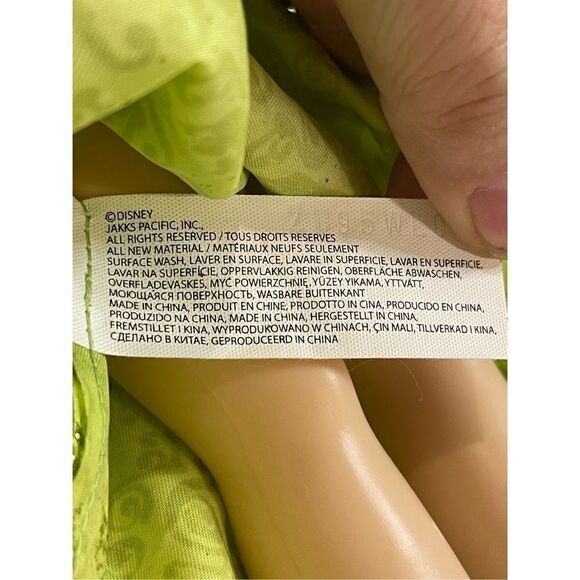 ©DISNEY
JAKKS PACIFIC, INC.,
ALL RIGHTS RESERVED / TOUS DROITS RESERVÉS
ALL NEW MATERIAL / MATÉRIAUX NEUFS SEULEMENT
SURFACE WASH, LAVER EN SURFACE, LAVARE IN SUPERFICIE, LAVAR EN SUPERFICIE,
LAVAR NA SUPERFÍCIE, OPPERVLAKKIG REINIGEN, OBERFLÄCHE ABWASCHEN,
OVERFLADEVASKES, MYĆ POWIERZCHNIĘ, YÜZEY YIKAMA, YTTVÄTT,
МОЮЩАЯСЯ ПОВЕРХНОСТЬ, WASBARE BUITENKANT
MADE IN CHINA, PRODUIT EN CHINE, PRODOTTO IN CINA, PRODUCIDO EN CHINA,
PRODUZIDO NA CHINA, MADE IN CHINA, HERGESTELLT IN CHINA,
FREMSTILLET I KINA, WYPRODUKOWANO W CHINACH, ÇIN MALI, TILLVERKAD I KINA,
СДЕЛАНО В КИТАЕ, GEPRODUCEERD IN CHINA